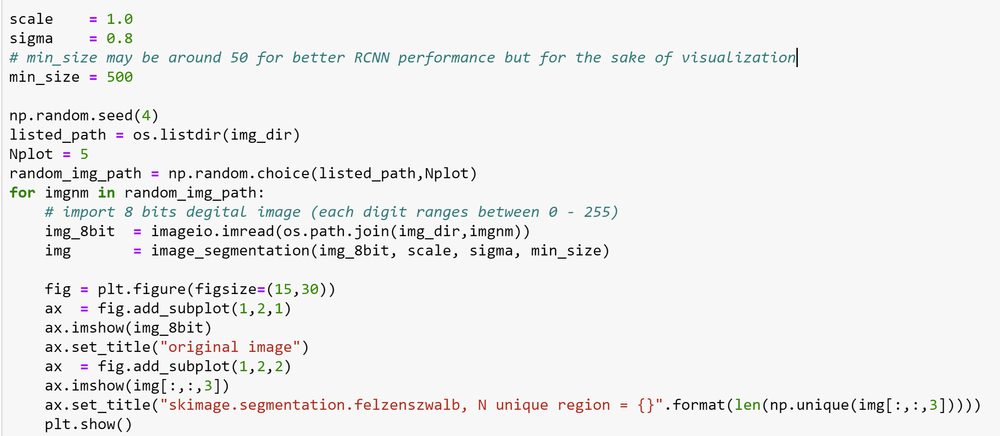 scale    = 1.0
sigma    = 0.8
# min_size may be around 50 for better RCNN performance but for the sake of visualization
min_size = 500
np.random.seed(4)
listed_path = os.listdir(img_dir)
Nplot = 5
random_img_path = np.random.choice(listed_path,Nplot)
for imgnm in random_img_path:
    # import 8 bits degital image (each digit ranges between 0 - 255)
    img_8bit  = imageio.imread(os.path.join(img_dir,imgnm))
    img       = image_segmentation(img_8bit, scale, sigma, min_size)
    fig = plt.figure(figsize=(15,30))
    ax  = fig.add_subplot(1,2,1)
    ax.imshow(img_8bit)
    ax.set_title("original image")
    ax  = fig.add_subplot(1,2,2)
    ax.imshow(img[:,:,3])
    ax.set_title("skimage.segmentation.felzenszwalb, N unique region = {}".format(len(np.unique(img[:,:,3]))))
    plt.show()